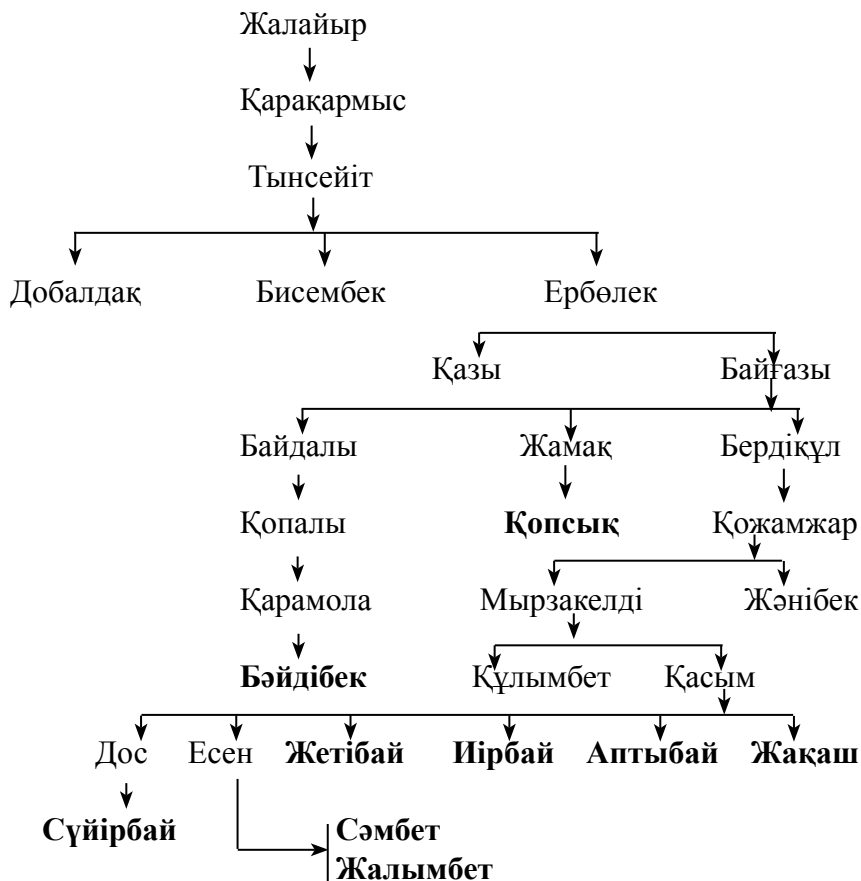 Жалайыр
Қарақармыс
Тынсейіт
Добалдақ Бисембек Ербөлек
Қазы Байғазы
Байдалы Жамақ Бердіқұл
Қопалы Қопсық Қожамжар
Қарамола Мырзакелді Жәнібек
Бәйдібек Құлымбет Қасым
Дос Есен Жетібай Иірбай Аптыбай Жақаш
Сүйірбай Сәмбет
Жалымбет